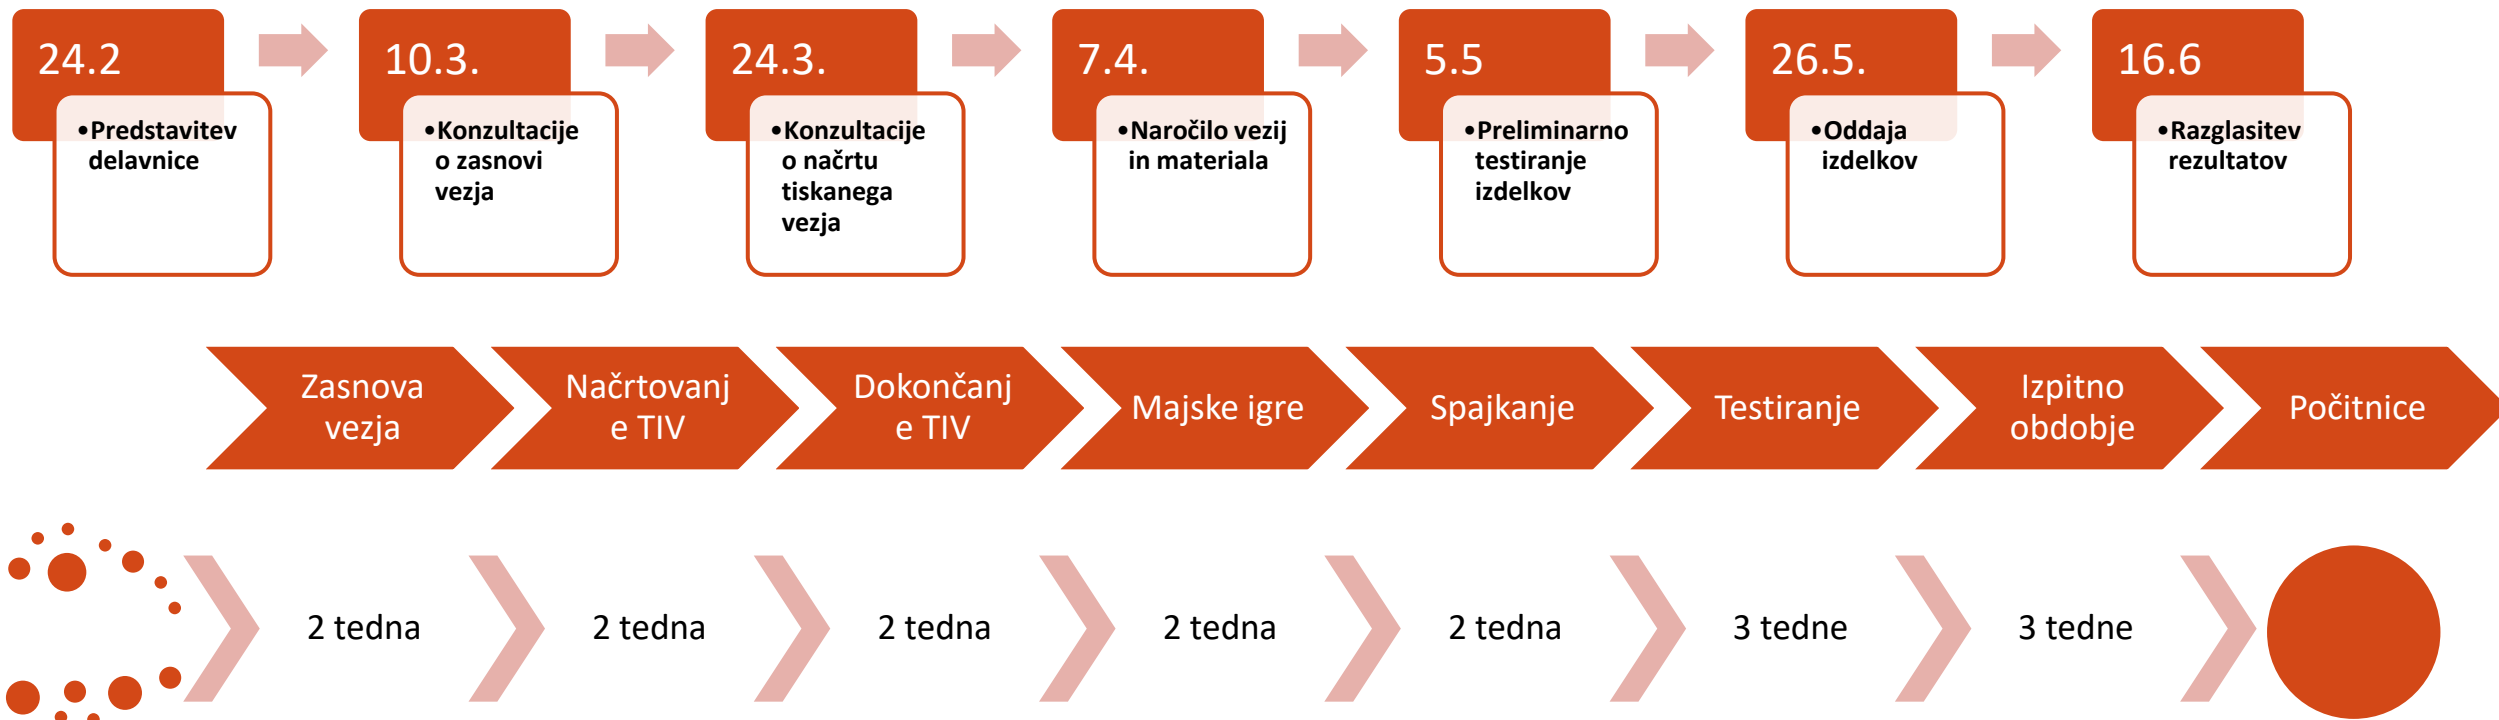 24.2
•Predstavitev
delavnice
10.3.
•Konzultacije
o zasnovi
vezja
24.3.
•Konzultacije
o načrtu
tiskanega
vezja
7.4.
•Naročilo vezij
in materiala
5.5
•Preliminarno
testiranje
izdelkov
26.5.
•Oddaja
izdelkov
16.6
•Razglasitev
rezultatov
Zasnova
vezja
Načrtovanj
e TIV
Dokončanj
e TIV
Majske igre
Spajkanje
Testiranje
Izpitno
obdobje
Počitnice
2 tedna
2 tedna
2 tedna
2 tedna
2 tedna
3 tedne
3 tedne